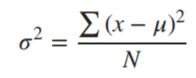 σ² = Σ(x − μ)² / N